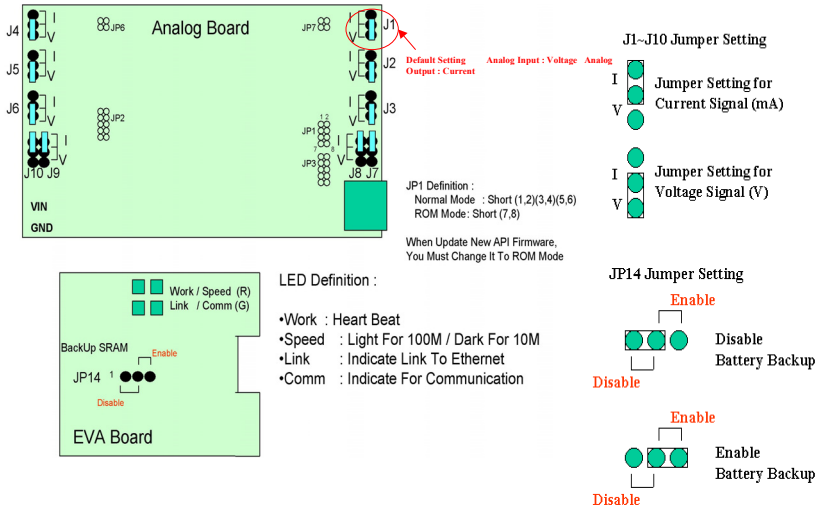 Analog Board
J4
I
V
JP6
JP7
I
V
J1
J5
I
V
I
V
J2
J6
I
V
JP2
1 2
JP1
7 8
JP3
I
V
J3
J10 J9
I
V
I
V
J8 J7
VIN
GND
Default Setting Analog Input : Voltage Analog
Output : Current
JP1 Definition :
Normal Mode : Short (1,2)(3,4)(5,6)
ROM Mode: Short (7,8)
When Update New API Firmware,
You Must Change It To ROM Mode
J1~J10 Jumper Setting
I
V
Jumper Setting for
Current Signal (mA)
I
V
Jumper Setting for
Voltage Signal (V)
JP14 Jumper Setting
Enable
Disable
Disable
Battery Backup
Enable
Disable
Enable
Battery Backup
Work / Speed (R)
Link / Comm (G)
BackUp SRAM
Enable
JP14 1
Disable
EVA Board
LED Definition :
•Work : Heart Beat
•Speed : Light For 100M / Dark For 10M
•Link : Indicate Link To Ethernet
•Comm : Indicate For Communication